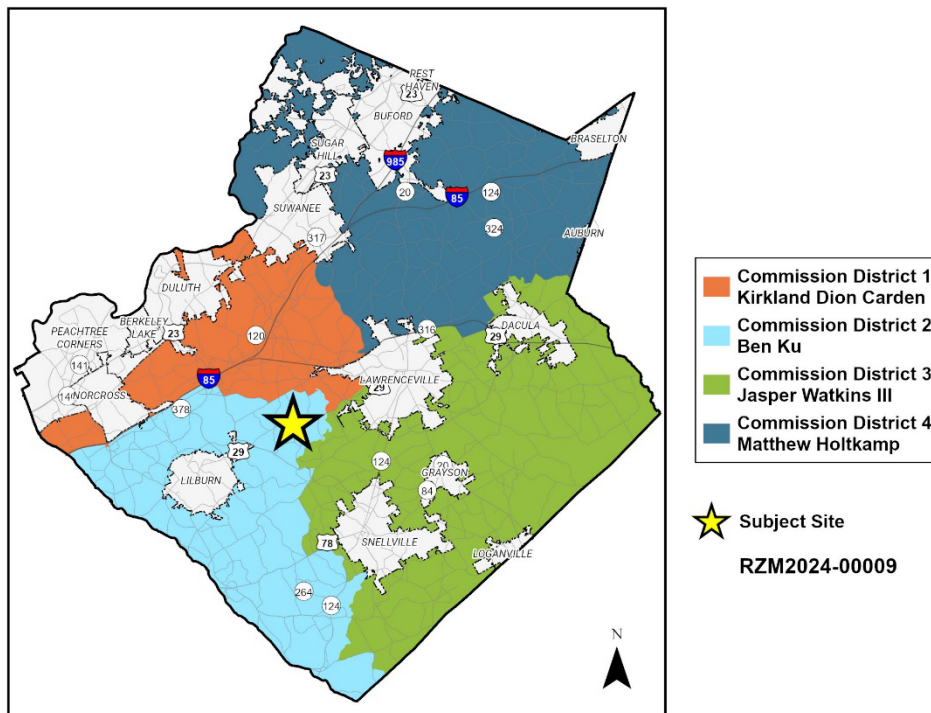 REST
HAVEN
23
BUFORD
BRASELTON
SUGAR
HILL
985
23
20
85
124
SUWANEE
324
AUBURN
317
DULUTH
PEACHTREE
CORNERS
BERKELEY
LAKE
23
120
316
DACULA
29
141
LAWRENCEVILLE
29
85
14
NORCROSS
378
29
LILBURN
124
20
GRAYSON
84
SNELLVILLE
78
LOGANVILLE
264
124
N
Commission District 1
Kirkland Dion Carden
Commission District 2
Ben Ku
Commission District 3
Jasper Watkins III
Commission District 4
Matthew Holtkamp
Subject Site
RZM2024-00009